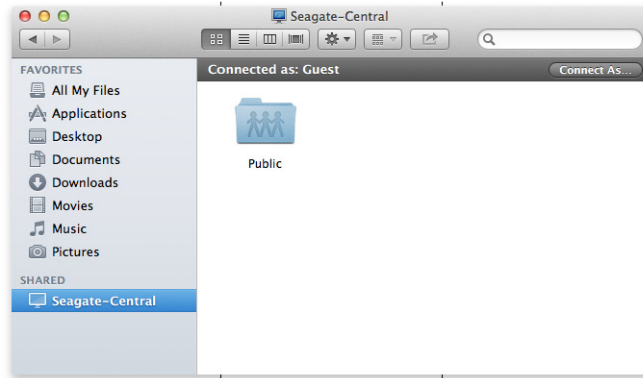 Seagate-Central
FAVORITES
All My Files
Applications
Desktop
Documents
Downloads
Movies
Music
Pictures
SHARED
Seagate-Central
Connected as: Guest
Connect As...
Public